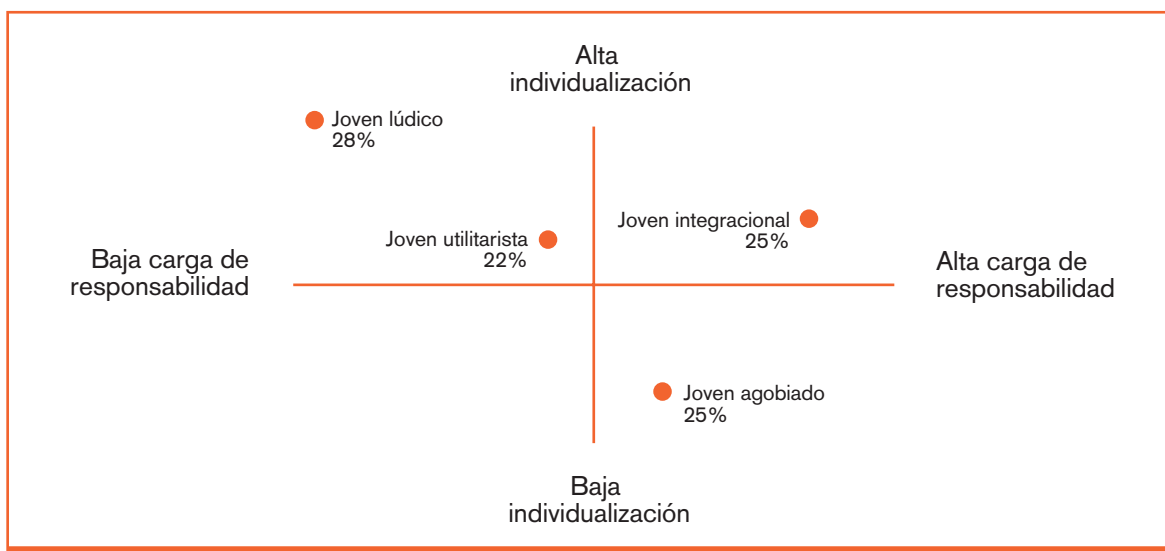 Alta
individualización
Joven lúdico
28%
Joven integracional
25%
Joven utilitarista
22%
Baja carga de
responsabilidad
Alta carga de
responsabilidad
Joven agobiado
25%
Baja
individualización